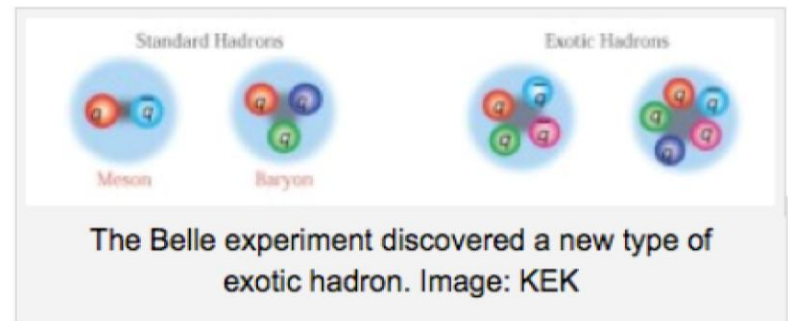 Standard Hadrons
Exotic Hadrons
q q̅
q q q
q q̅ q q̅
q q̅ q q̅ q
Meson
Baryon
The Belle experiment discovered a new type of
exotic hadron. Image: KEK